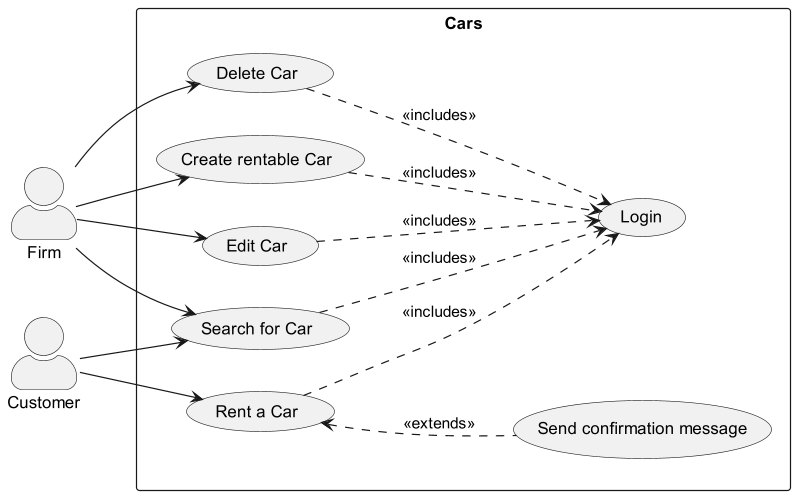 Cars
Delete Car
«includes»
Create rentable Car
«includes»
Login
Edit Car
«includes»
Firm
«includes»
Search for Car
«includes»
Customer
Rent a Car
«extends»
Send confirmation message